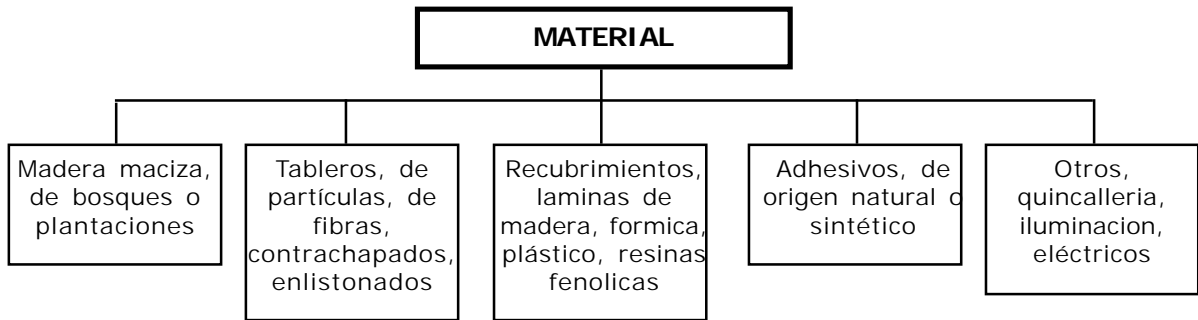 MATERIAL
Madera maciza,
de bosques o
plantaciones
Tableros, de
partículas, de
fibras,
contrachapados,
enlistonados
Recubrimientos,
laminas de
madera, formica,
plástico, resinas
fenolicas
Adhesivos, de
origen natural o
sintético
Otros,
quincalleria,
iluminacion,
eléctricos